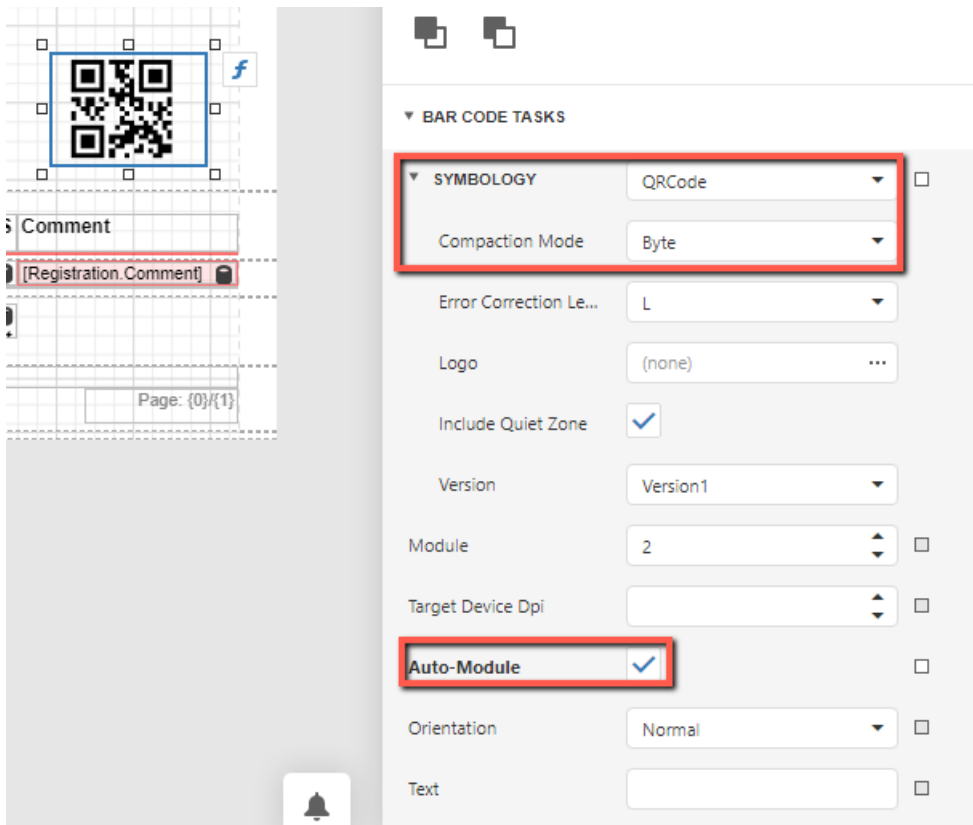 f
BAR CODE TASKS
SYMBOLOGY QRCode
Compaction Mode Byte
Error Correction Le... L
Logo (none) ...
Include Quiet Zone
Version Version1
Module 2
Target Device Dpi
Auto-Module
Orientation Normal
Text
S Comment
[Registration.Comment]
Page: {0}/{1}